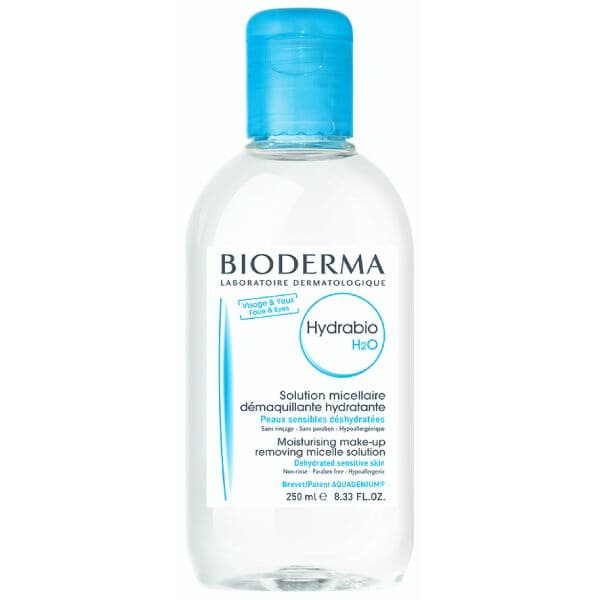 BIODERMA
LABORATOIRE DERMATOLOGIQUE
Visage & Yeux
Face & Eyes
Hydrabio
H2O
Solution micellaire
démaquillante hydratante
Peaux sensibles déshydratées
Sans rinçage - Sans paraben - Hypoallergénique
Moisturising make-up
removing micelle solution
Dehydrated sensitive skin
Non-rinse - Paraben free - Hypoallergenic
Brevet/Patent AQUAGENIUM®
250 ml e 8.33 FL.OZ.